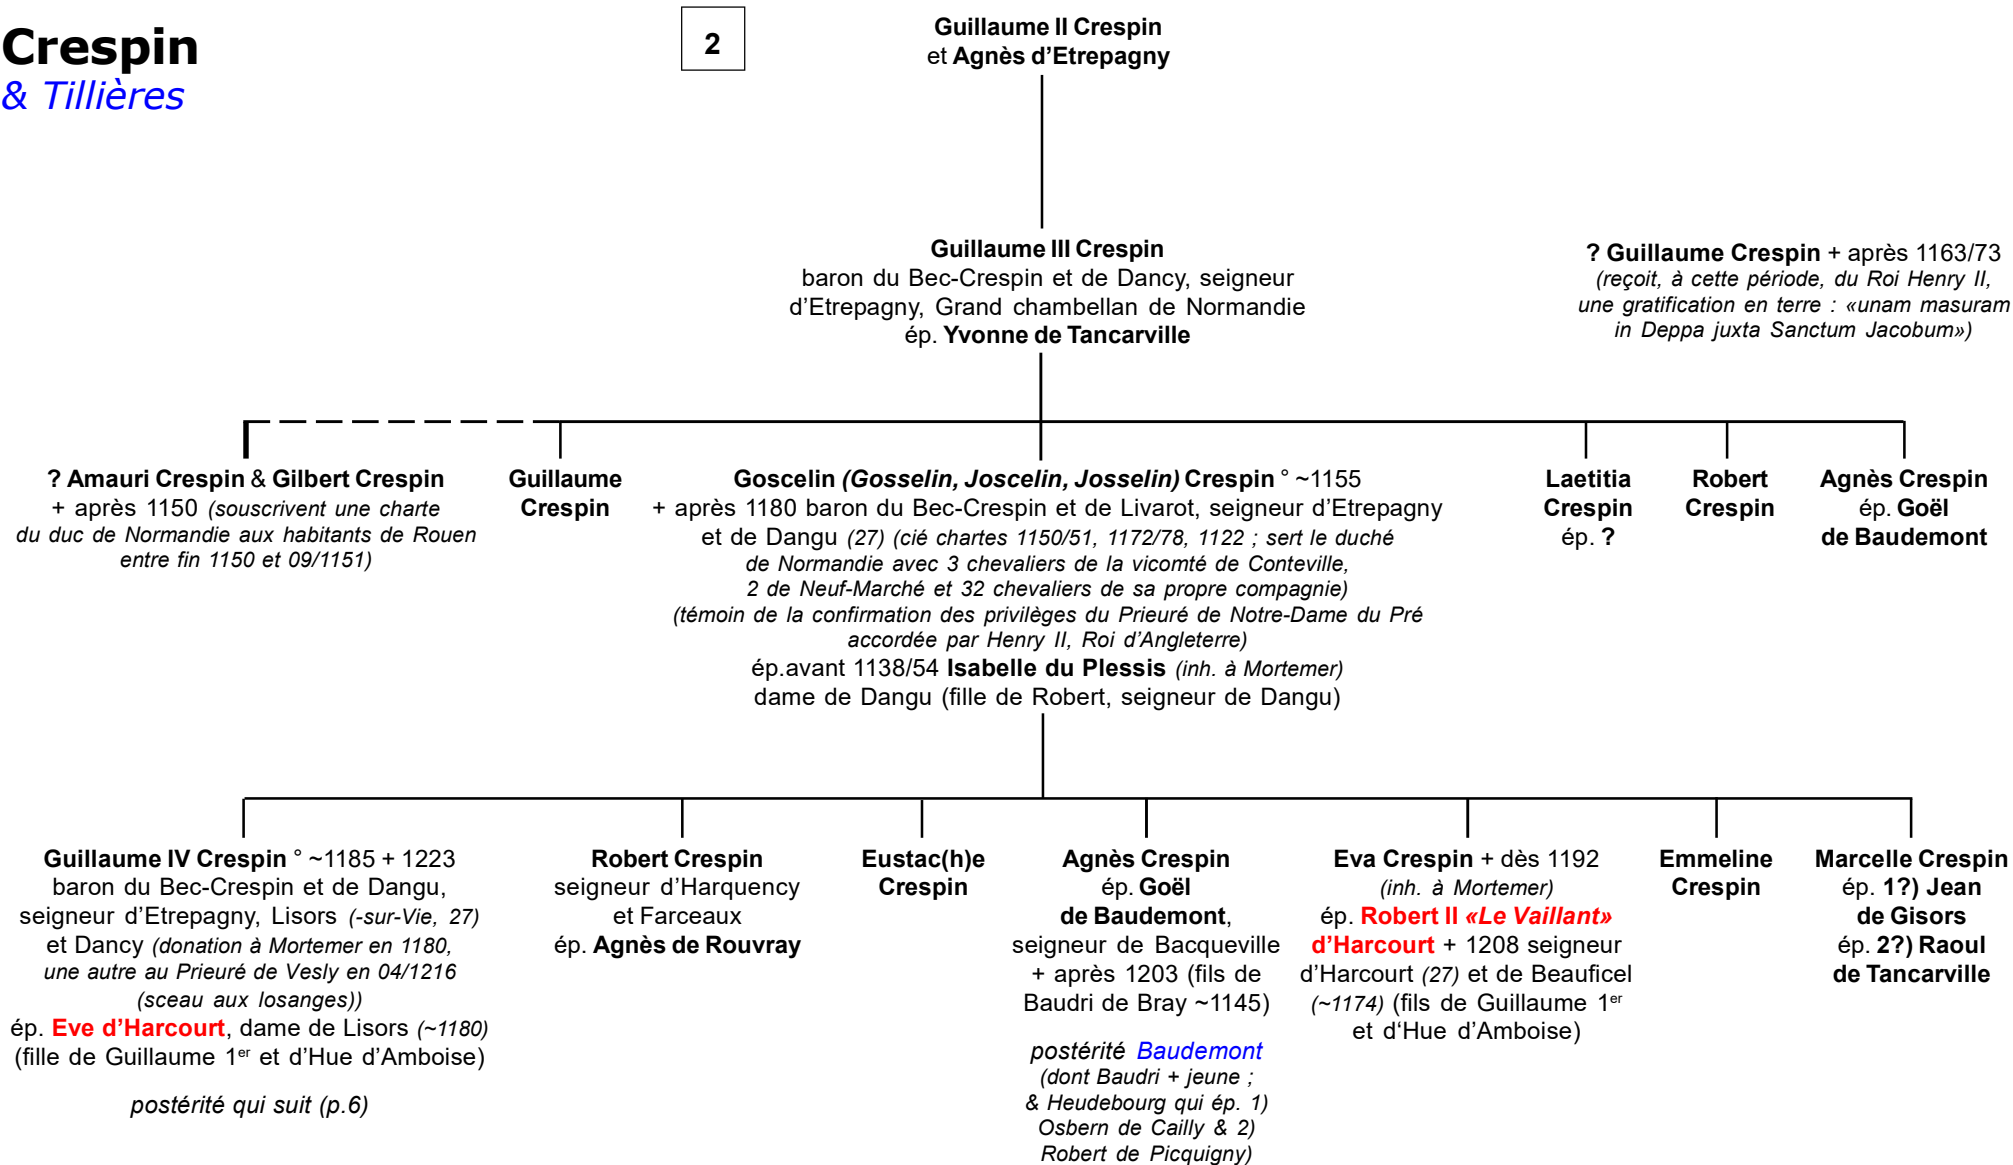 Crespin
& Tillières
2
Guillaume II Crespin
et Agnès d’Etrepagny
Guillaume III Crespin
baron du Bec-Crespin et de Dancy, seigneur
d’Etrepagny, Grand chambellan de Normandie
ép. Yvonne de Tancarville
? Guillaume Crespin + après 1163/73
(reçoit, à cette période, du Roi Henry II,
une gratification en terre : «unam masuram
in Deppa juxta Sanctum Jacobum»)
? Amauri Crespin & Gilbert Crespin
+ après 1150 (souscrivent une charte
du duc de Normandie aux habitants de Rouen
entre fin 1150 et 09/1151)
Guillaume
Crespin
Goscelin (Gosselin, Joscelin, Josselin) Crespin ° ~1155
+ après 1180 baron du Bec-Crespin et de Livarot, seigneur d’Etrepagny
et de Dangu (27) (cié chartes 1150/51, 1172/78, 1122 ; sert le duché
de Normandie avec 3 chevaliers de la vicomté de Conteville,
2 de Neuf-Marché et 32 chevaliers de sa propre compagnie)
(témoin de la confirmation des privilèges du Prieuré de Notre-Dame du Pré
accordée par Henry II, Roi d’Angleterre)
ép.avant 1138/54 Isabelle du Plessis (inh. à Mortemer)
dame de Dangu (fille de Robert, seigneur de Dangu)
Laetitia
Crespin
ép. ?
Robert
Crespin
Agnès Crespin
ép. Goël
de Baudemont
Guillaume IV Crespin ° ~1185 + 1223
baron du Bec-Crespin et de Dangu,
seigneur d’Etrepagny, Lisors (-sur-Vie, 27)
et Dancy (donation à Mortemer en 1180,
une autre au Prieuré de Vesly en 04/1216
(sceau aux losanges))
ép. Eve d’Harcourt, dame de Lisors (~1180)
(fille de Guillaume 1er et d’Hue d’Amboise)
postérité qui suit (p.6)
Robert Crespin
seigneur d’Harquency
et Farceaux
ép. Agnès de Rouvray
Eustac(h)e
Crespin
Agnès Crespin
ép. Goël
de Baudemont,
seigneur de Bacqueville
+ après 1203 (fils de
Baudri de Bray ~1145)
postérité Baudemont
(dont Baudri + jeune ;
& Heudebourg qui ép. 1)
Osbern de Cailly & 2)
Robert de Picquigny)
Eva Crespin + dès 1192
(inh. à Mortemer)
ép. Robert II «Le Vaillant»
d’Harcourt + 1208 seigneur
d’Harcourt (27) et de Beauficel
(~1174) (fils de Guillaume 1er
et d‘Hue d’Amboise)
Emmeline
Crespin
Marcelle Crespin
ép. 1?) Jean
de Gisors
ép. 2?) Raoul
de Tancarville